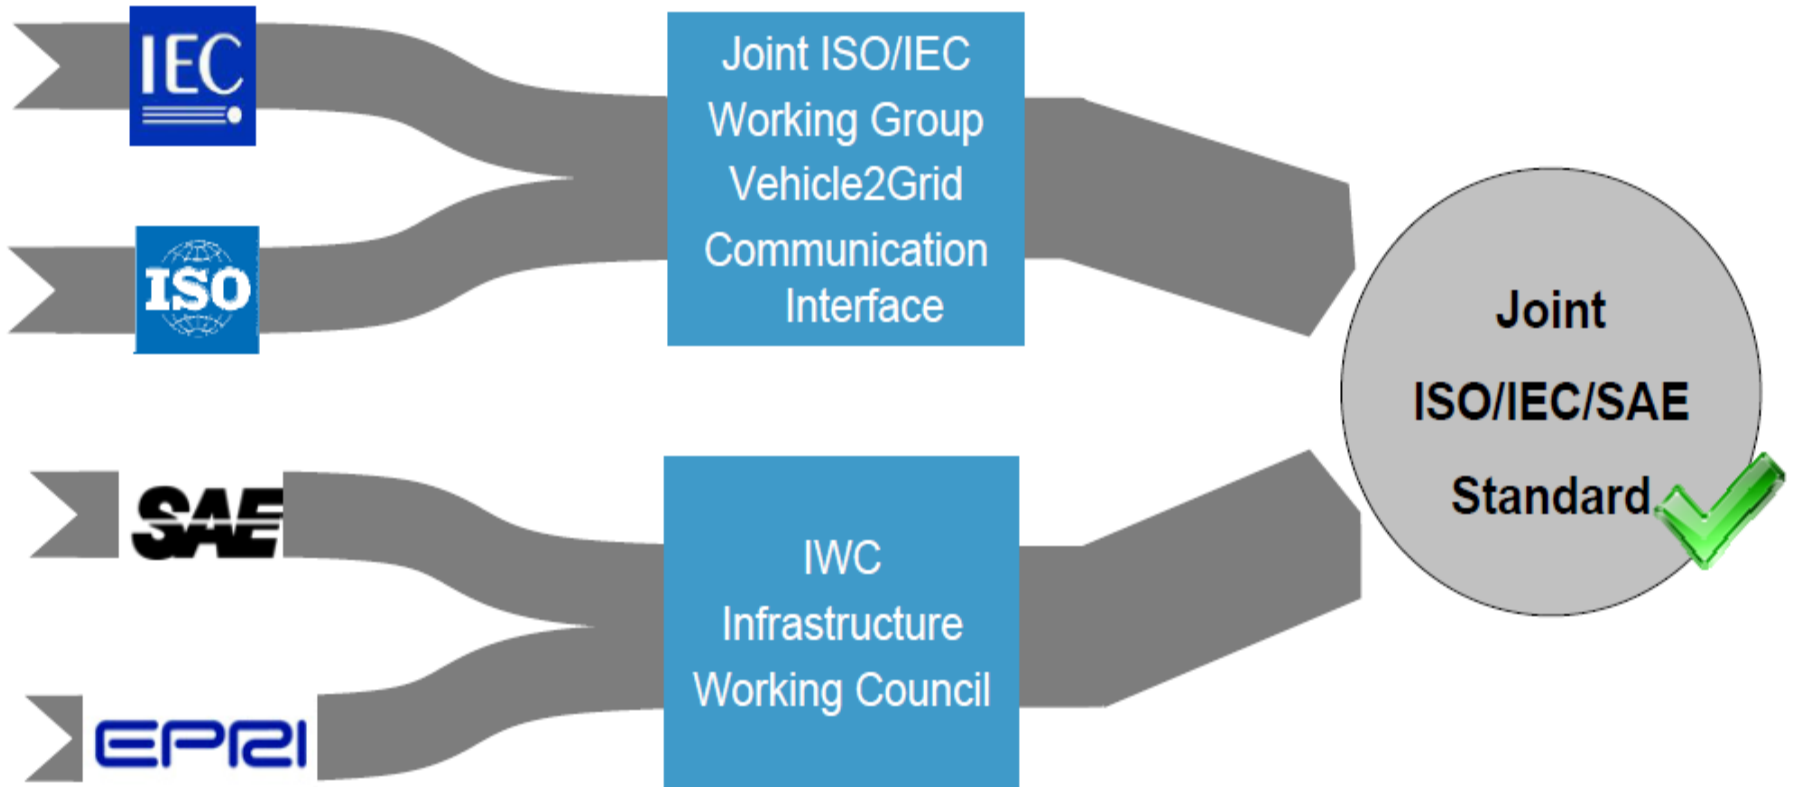 IEC
Joint ISO/IEC
Working Group
Vehicle2Grid
Communication
Interface
ISO
Joint
ISO/IEC/SAE
Standard
SAE
IWC
Infrastructure
Working Council
EPRI